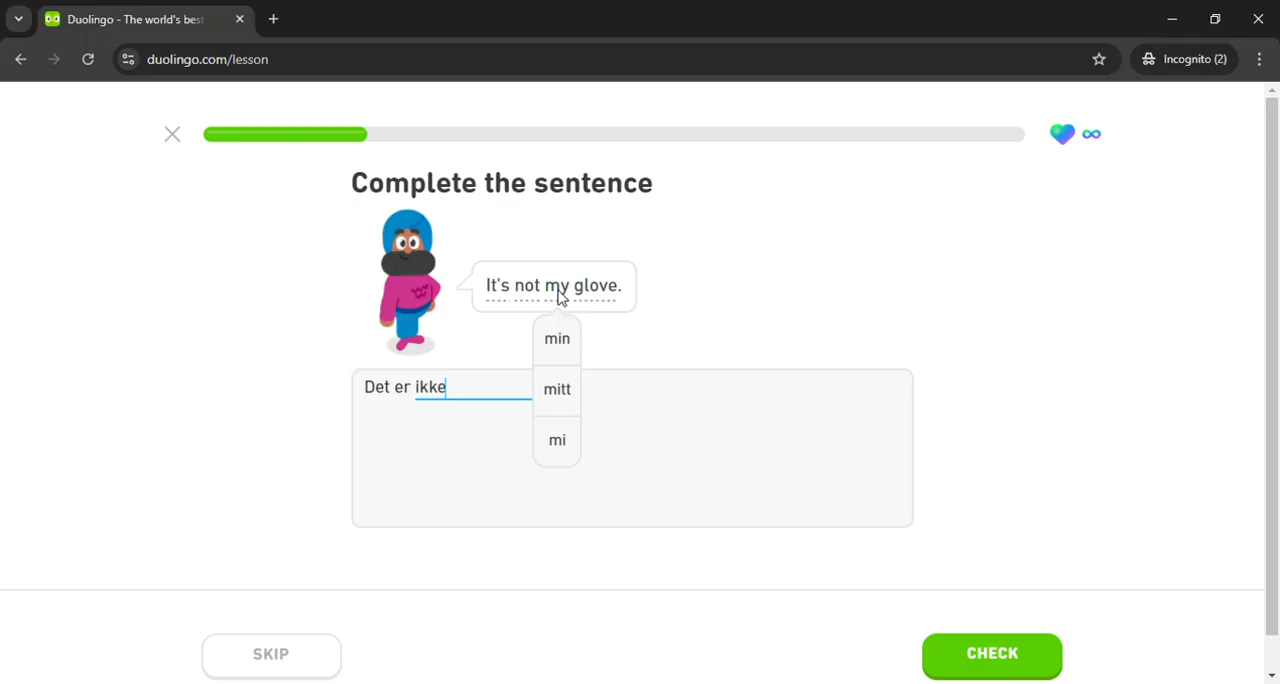 Duolingo - The world's best
duolingo.com/lesson
Incognito (2)
Complete the sentence
It's not my glove.
min
mitt
mi
Det er ikke
SKIP
CHECK